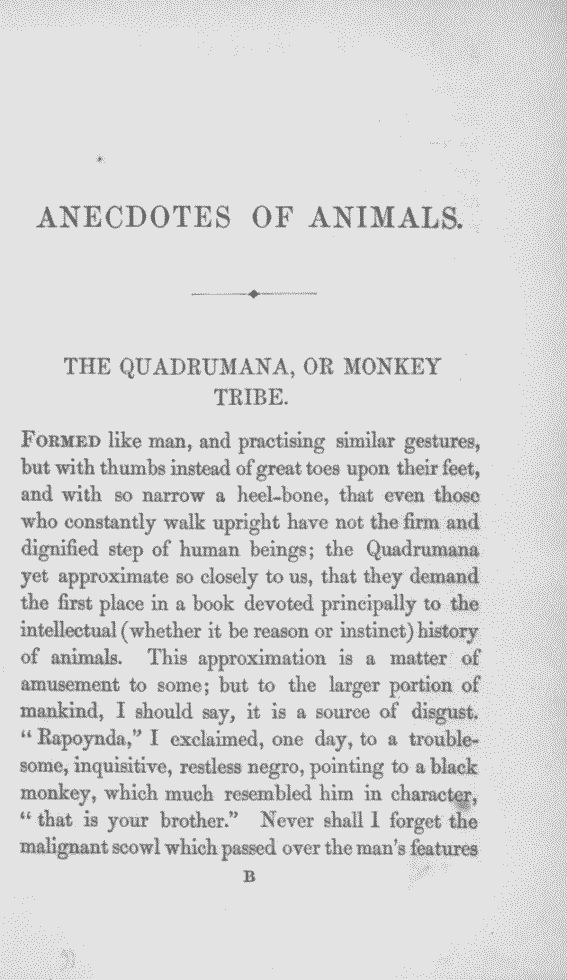 ANECDOTES OF ANIMALS.
THE QUADRUMANA, OR MONKEY
TRIBE.
FORMED like man, and practising similar gestures,
but with thumbs instead of great toes upon their feet,
and with so narrow a heel-bone, that even those
who constantly walk upright have not the firm and
dignified step of human beings; the Quadrumana
yet approximate so closely to us, that they demand
the first place in a book devoted principally to the
intellectual (whether it be reason or instinct) history
of animals. This approximation is a matter of
amusement to some; but to the larger portion of
mankind, I should say, it is a source of disgust.
“ Rapoynda,” I exclaimed, one day, to a trouble-
some, inquisitive, restless negro, pointing to a black
monkey, which much resembled him in character,
“ that is your brother.” Never shall I forget the
malignant scowl which passed over the man's features
B